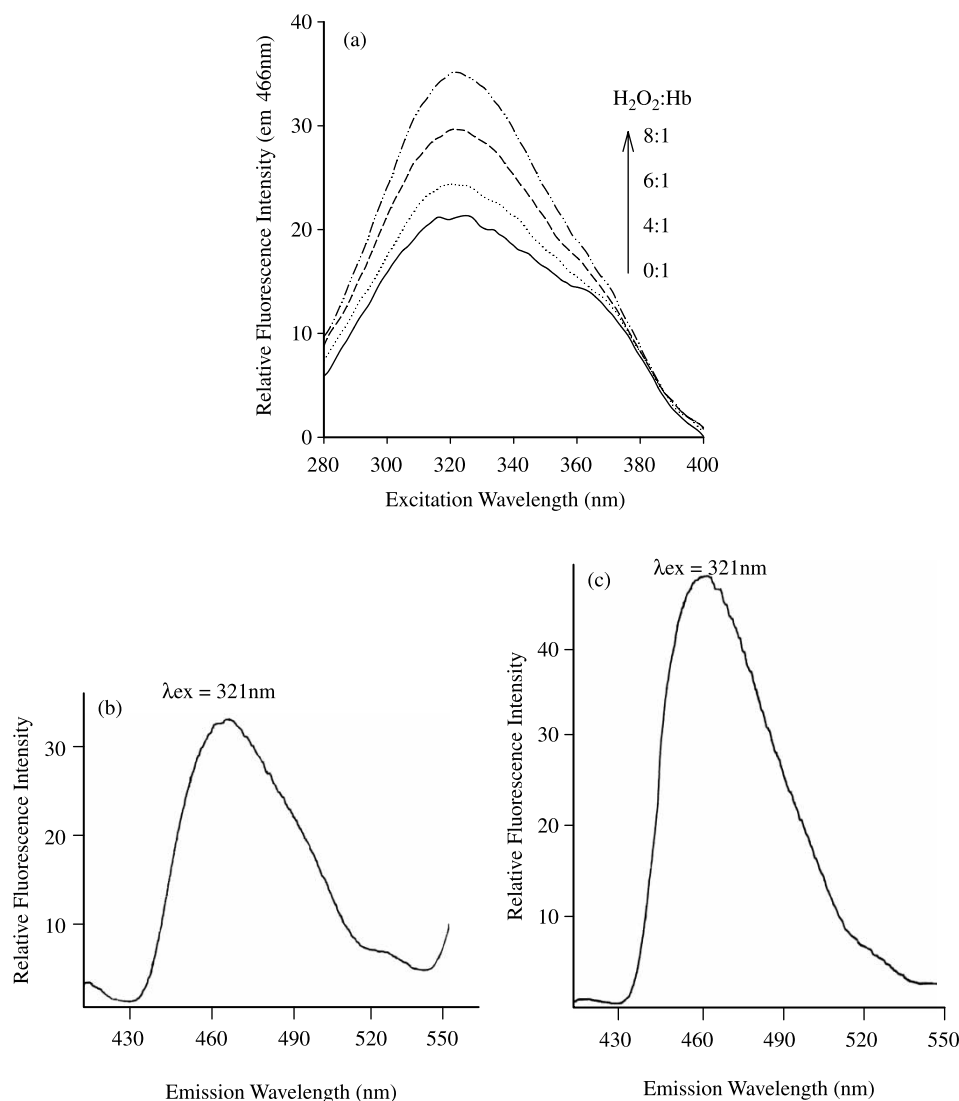 (a)
40
30
20
10
0
Relative Fluorescence Intensity (em 466nm)
H₂O₂:Hb
8:1
6:1
4:1
0:1
280 300 320 340 360 380 400
Excitation Wavelength (nm)
(b)
λex = 321nm
30
20
10
Relative Fluorescence Intensity
430 460 490 520 550
Emission Wavelength (nm)
(c)
λex = 321nm
40
30
20
10
Relative Fluorescence Intensity
430 460 490 520 550
Emission Wavelength (nm)